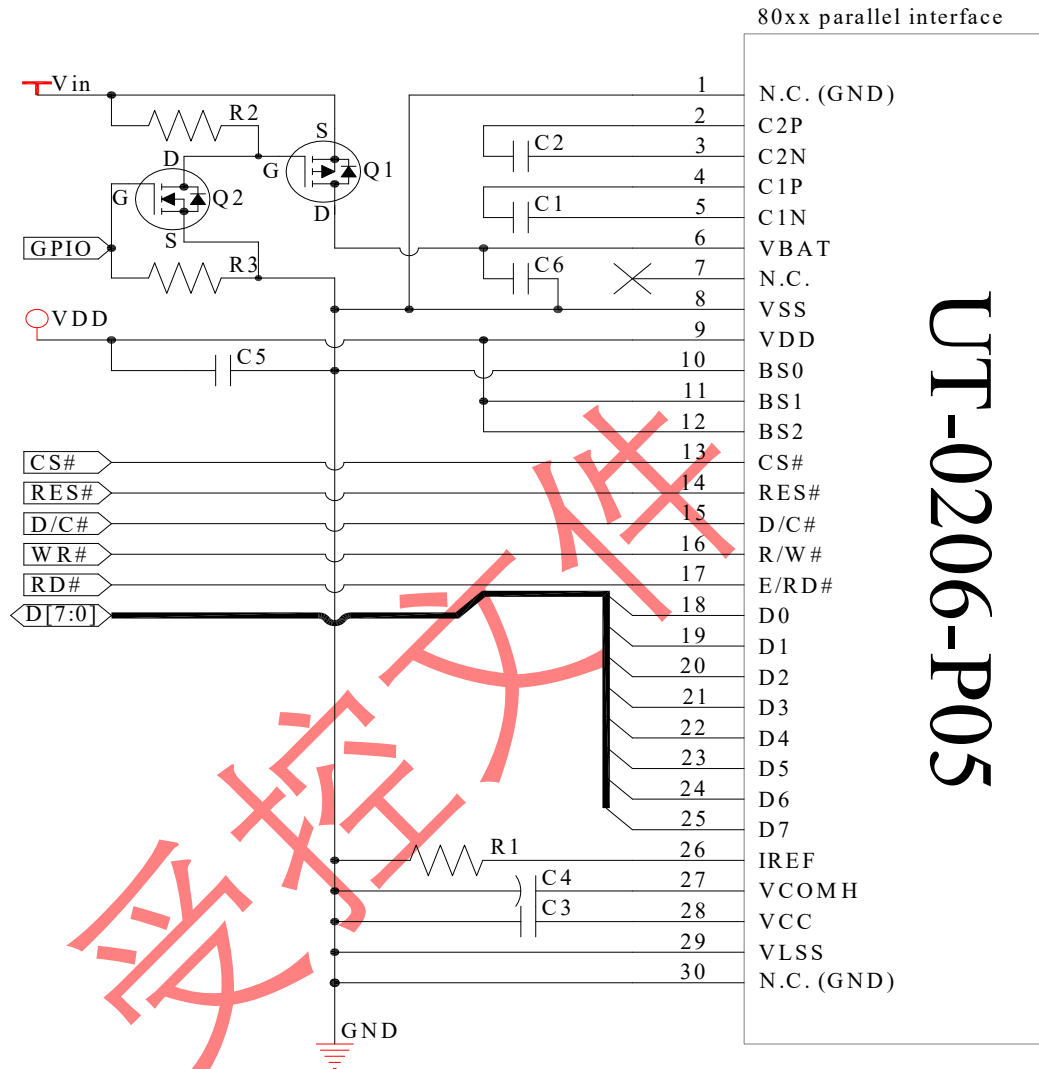 80xx parallel interface
Vin
R2
S
G
Q1
D
D
G
Q2
S
GPIO
R3
VDD
C5
C2
C1
C6
1 N.C. (GND)
2 C2P
3 C2N
4 C1P
5 C1N
6 VBAT
7 N.C.
8 VSS
9 VDD
10 BS0
11 BS1
12 BS2
CS# 13 CS#
RES# 14 RES#
D/C# 15 D/C#
WR# 16 R/W#
RD# 17 E/RD#
D[7:0] 18 D0
19 D1
20 D2
21 D3
22 D4
23 D5
24 D6
25 D7
R1 26 IREF
C4 27 VCOMH
C3 28 VCC
29 VLSS
30 N.C. (GND)
GND
UT-0206-P05
受控文件